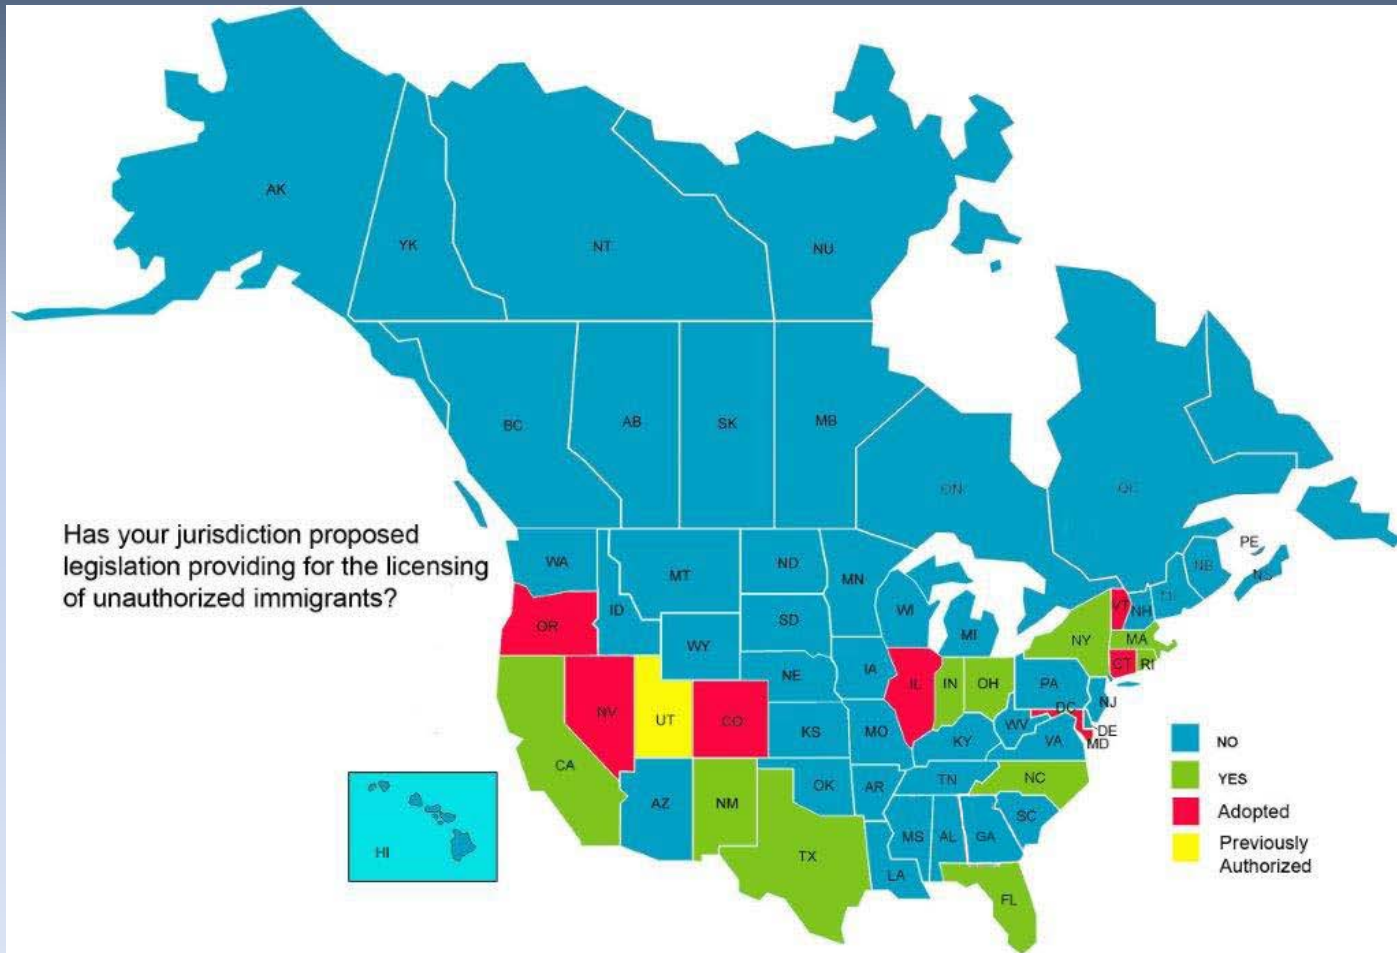 AK
YK
NT
NU
BC
AB
SK
MB
ON
QC
Has your jurisdiction proposed
legislation providing for the licensing
of unauthorized immigrants?
WA
MT
ND
MN
PE
NB
NS
OR
ID
SD
WI
MI
VT
NH
WY
NY
MA
NE
IA
CT
RI
NV
UT
CO
IL
IN
OH
PA
NJ
DC
DE
MD
KS
MO
KY
WV
VA
CA
AZ
NM
OK
AR
TN
NC
SC
TX
LA
MS
AL
GA
FL
HI
NO
YES
Adopted
Previously
Authorized